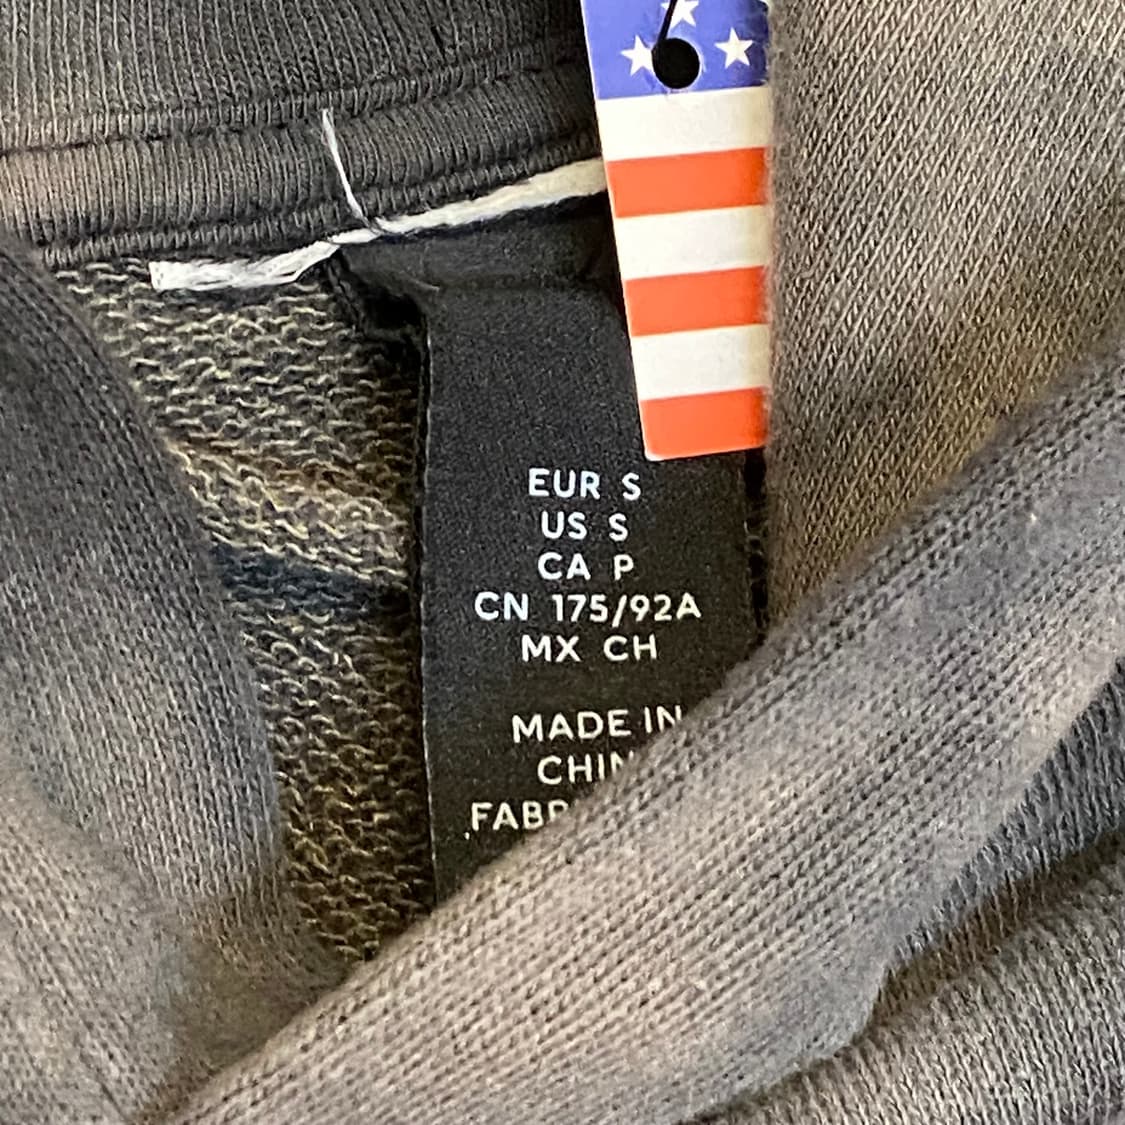 EUR S
US S
CA P
CN 175/92A
MX CH
MADE IN